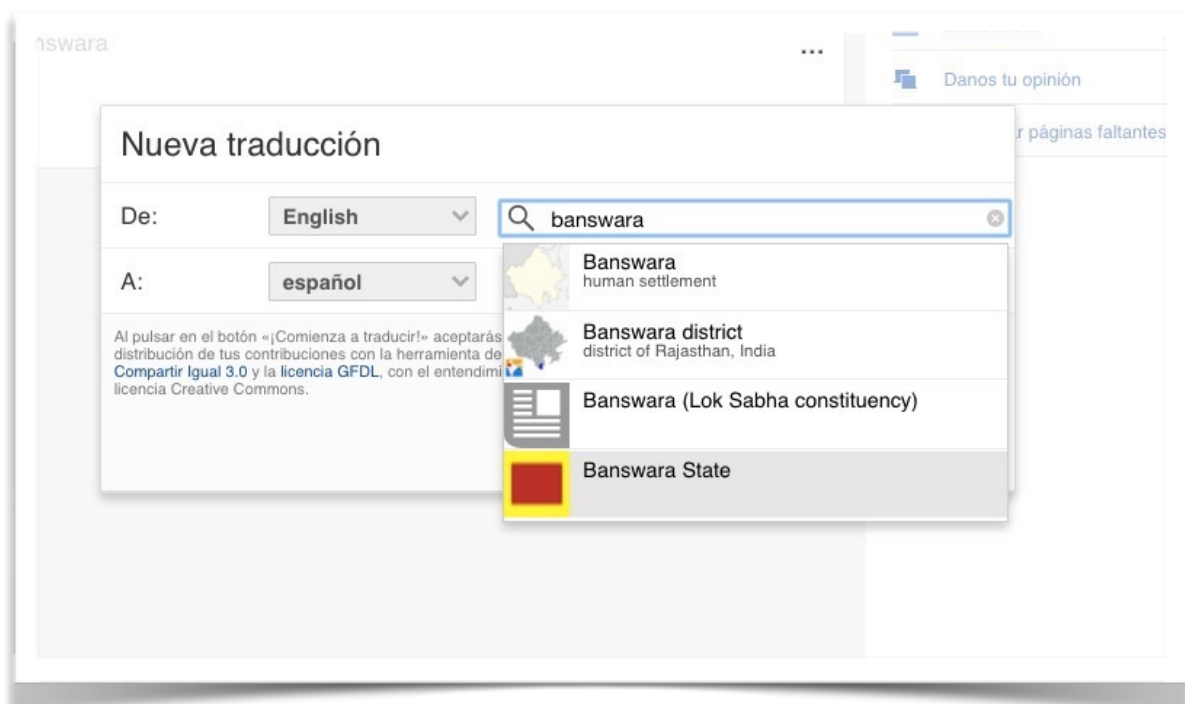 nswara
...
Danos tu opinión
r páginas faltantes
Nueva traducción
De:
English
banswara
A:
español
Banswara
human settlement
Banswara district
district of Rajasthan, India
Banswara (Lok Sabha constituency)
Banswara State
Al pulsar en el botón «¡Comienza a traducir!» aceptarás
distribución de tus contribuciones con la herramienta de
Compartir Igual 3.0 y la licencia GFDL, con el entendimi
licencia Creative Commons.